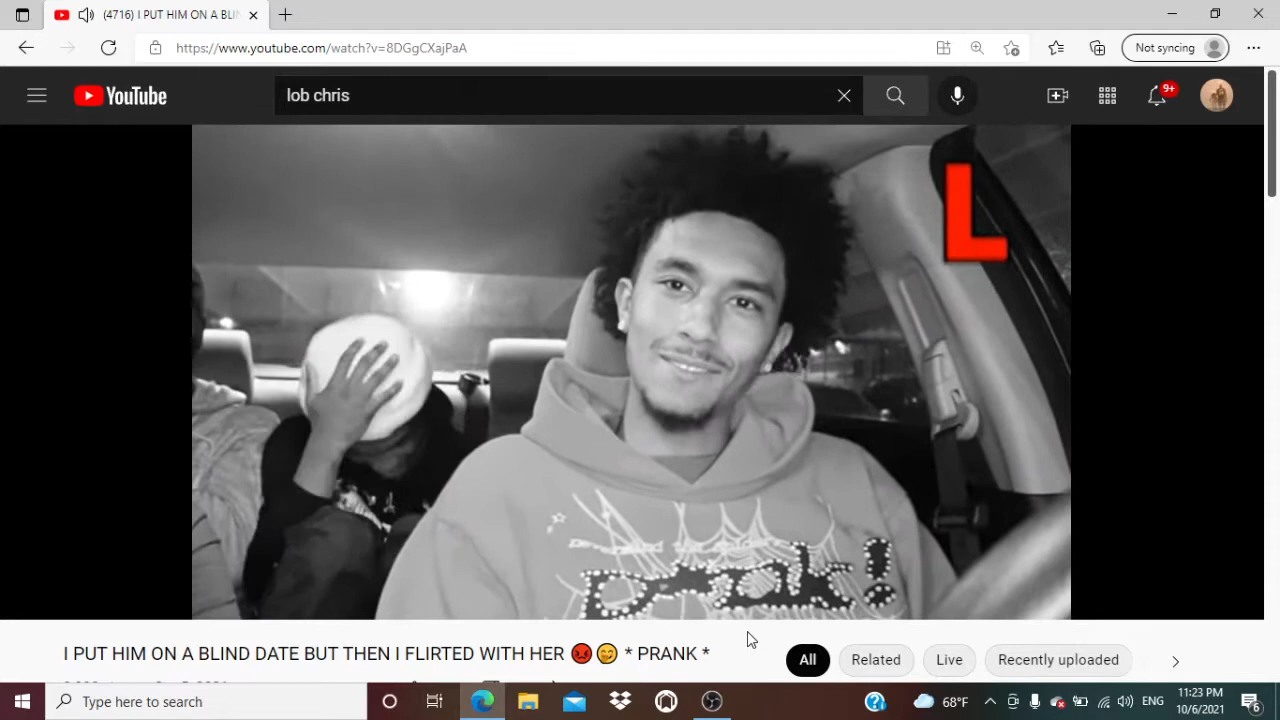 (4716) I PUT HIM ON A BLIN
https://www.youtube.com/watch?v=8DGgCXajPaA
Not syncing
YouTube
lob chris
9+
L
I PUT HIM ON A BLIND DATE BUT THEN I FLIRTED WITH HER 😡🤭 * PRANK *
All
Related
Live
Recently uploaded
Type here to search
68°F
ENG
11:23 PM
10/6/2021
6